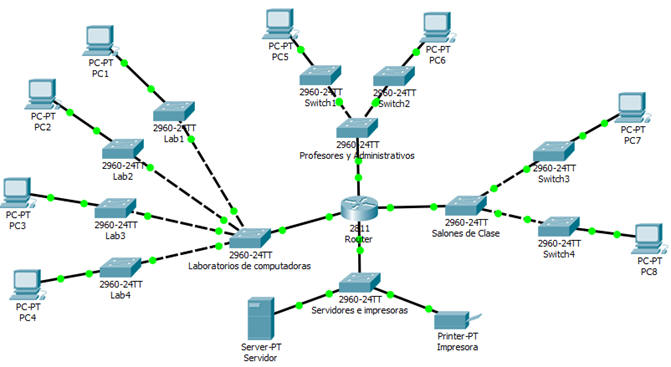 PC-PT
PC5
PC-PT
PC6
PC-PT
PC1
2960-24TT
Switch1
2960-24TT
Switch2
PC-PT
PC2
2960-24TT
Lab1
2960-24TT
Profesores y Administrativos
PC-PT
PC7
2960-24TT
Lab2
2960-24TT
Switch3
PC-PT
PC3
2960-24TT
Lab3
2811
Router
2960-24TT
Salones de Clase
2960-24TT
Switch4
2960-24TT
Laboratorios de computadoras
PC-PT
PC8
2960-24TT
Lab4
PC-PT
PC4
2960-24TT
Servidores e impresoras
Server-PT
Servidor
Printer-PT
Impresora